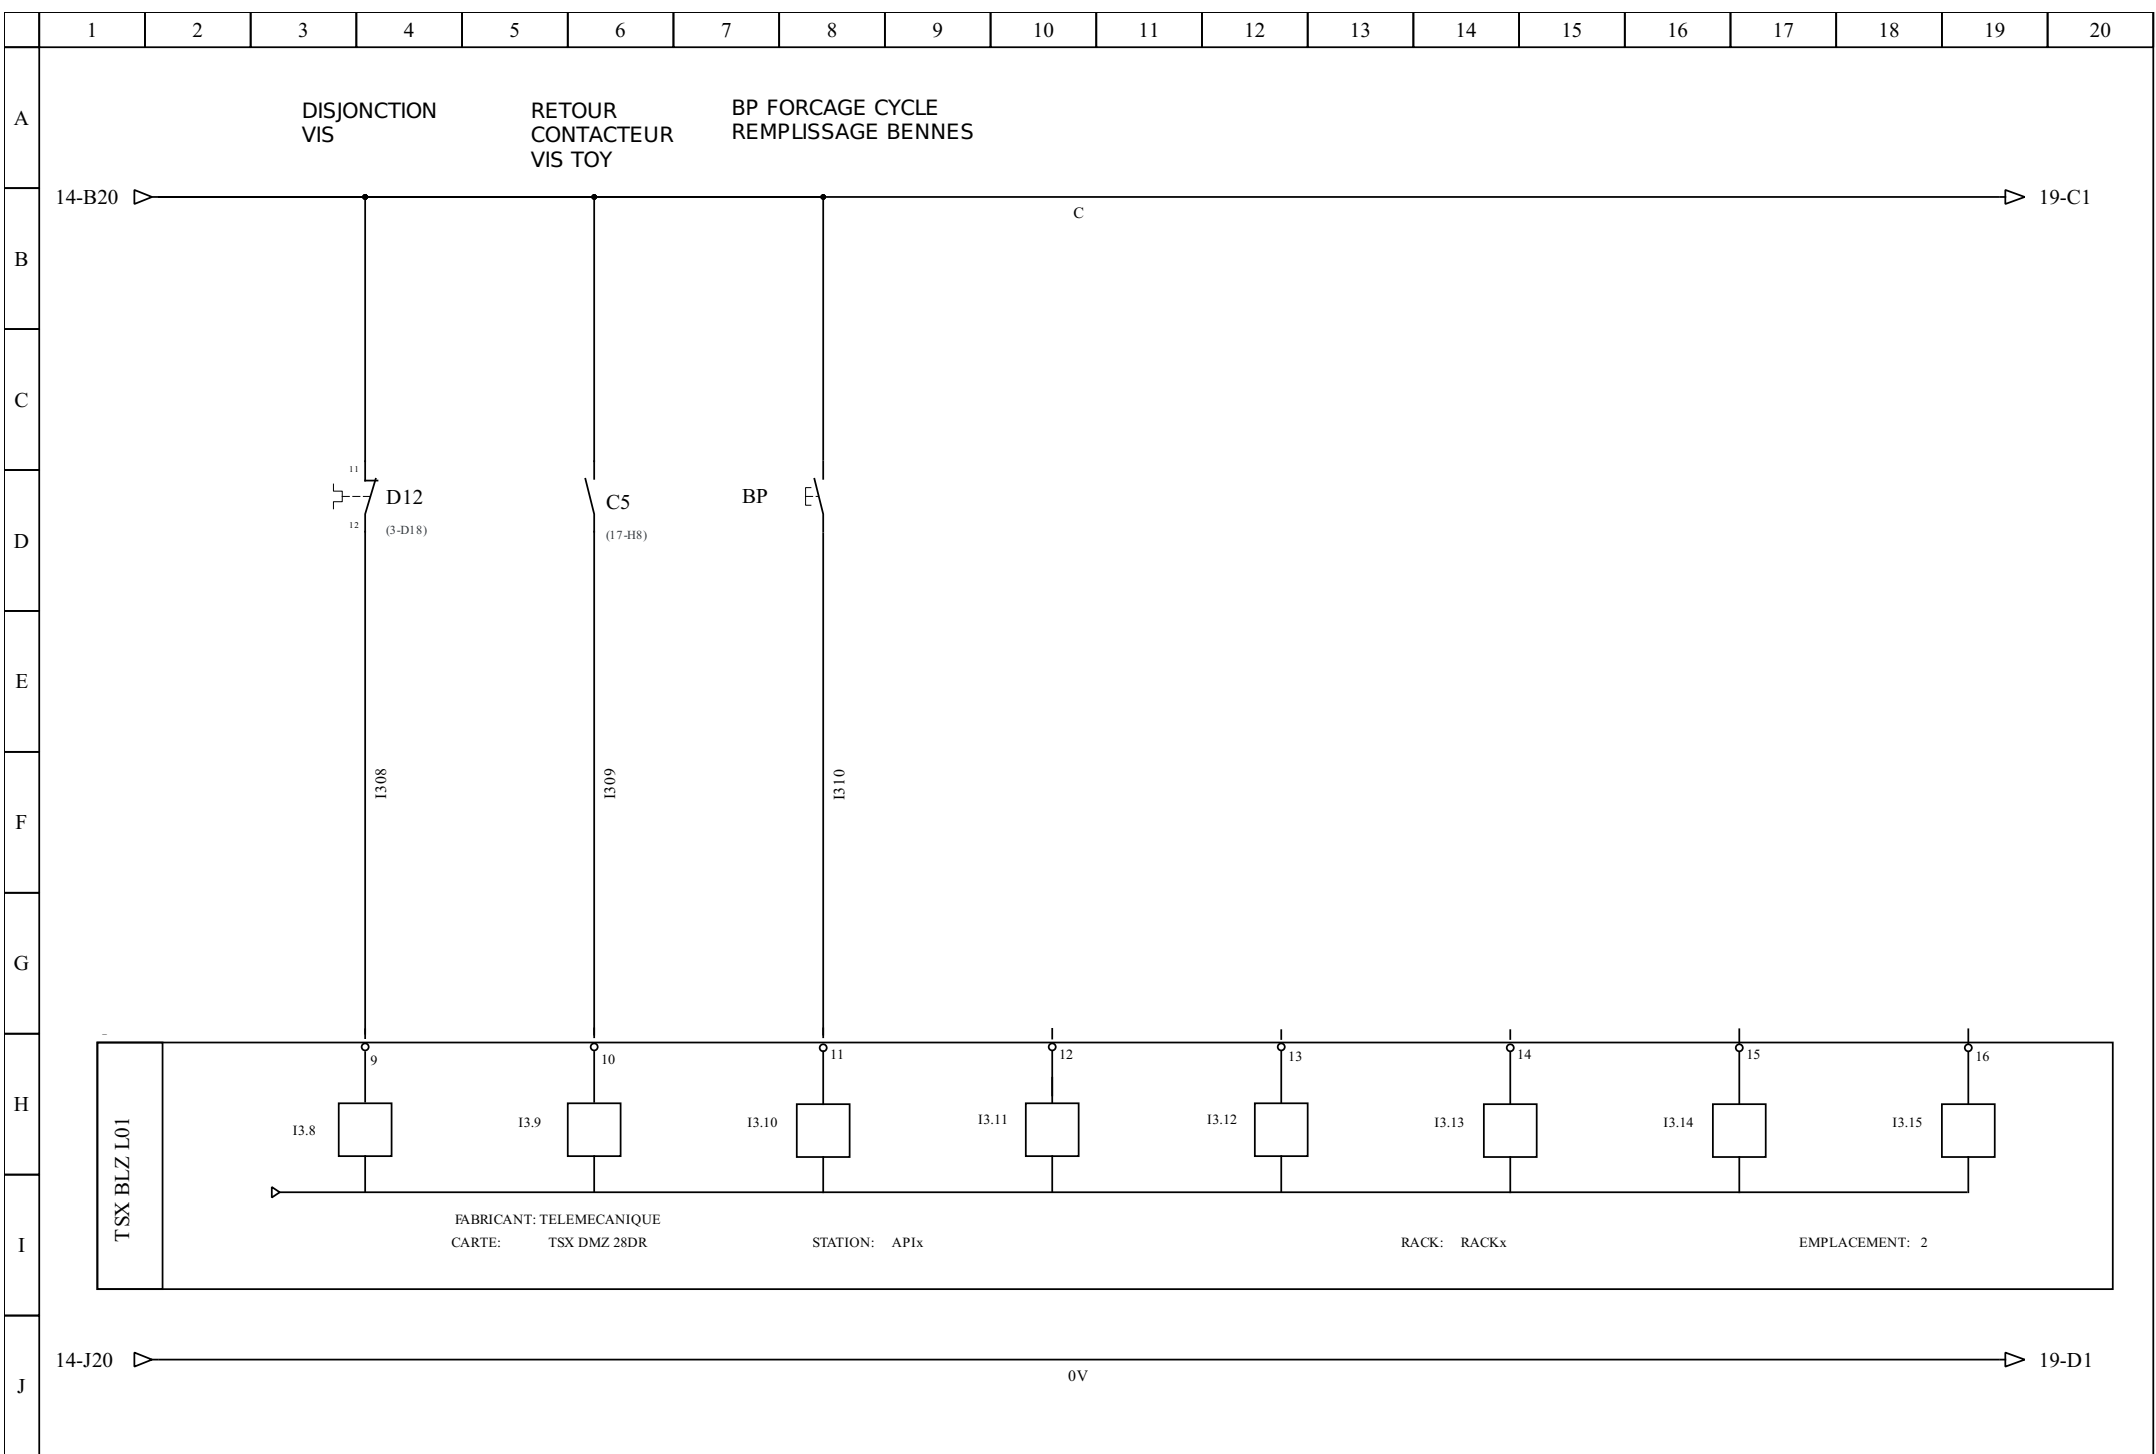 1 2 3 4 5 6 7 8 9 10 11 12 13 14 15 16 17 18 19 20
A
DISJONCTION
VIS
RETOUR
CONTACTEUR
VIS TOY
BP FORCAGE CYCLE
REMPLISSAGE BENNES
14-B20
C
19-C1
B
C
11
D12
12
(3-D18)
C5
(17-H8)
BP
D
E
I308
I309
I310
F
G
9 10 11 12 13 14 15 16
H
I3.8 I3.9 I3.10 I3.11 I3.12 I3.13 I3.14 I3.15
TSX BLZ L01
I
FABRICANT: TELEMECANIQUE
CARTE: TSX DMZ 28DR STATION: APIx RACK: RACKx EMPLACEMENT: 2
14-J20
0V
19-D1
J